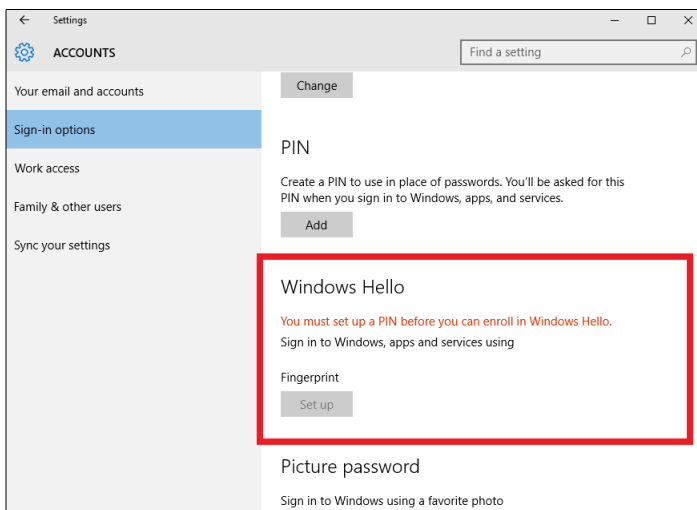 Settings
ACCOUNTS
Find a setting
Your email and accounts
Sign-in options
Work access
Family & other users
Sync your settings
Change
PIN
Create a PIN to use in place of passwords. You'll be asked for this
PIN when you sign in to Windows, apps, and services.
Add
Windows Hello
You must set up a PIN before you can enroll in Windows Hello.
Sign in to Windows, apps and services using
Fingerprint
Set up
Picture password
Sign in to Windows using a favorite photo